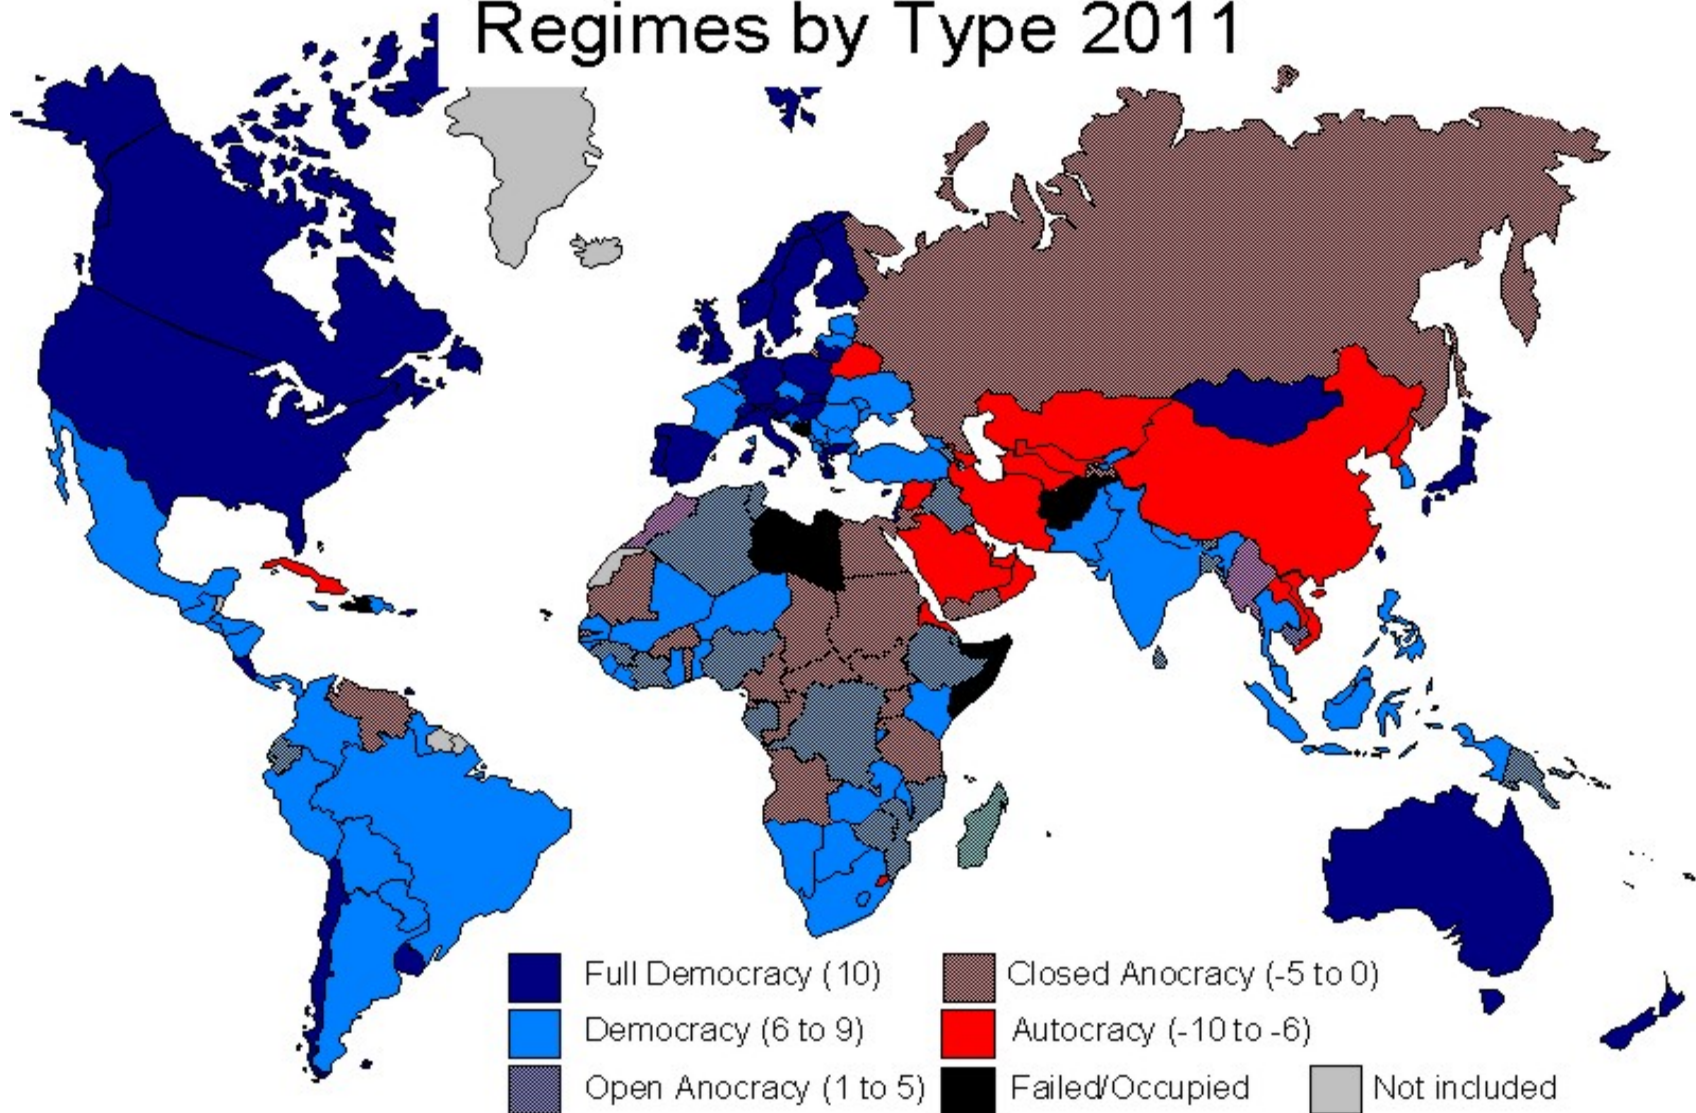 Regimes by Type 2011
Full Democracy (10)
Democracy (6 to 9)
Open Anocracy (1 to 5)
Closed Anocracy (-5 to 0)
Autocracy (-10 to -6)
Failed/Occupied
Not included